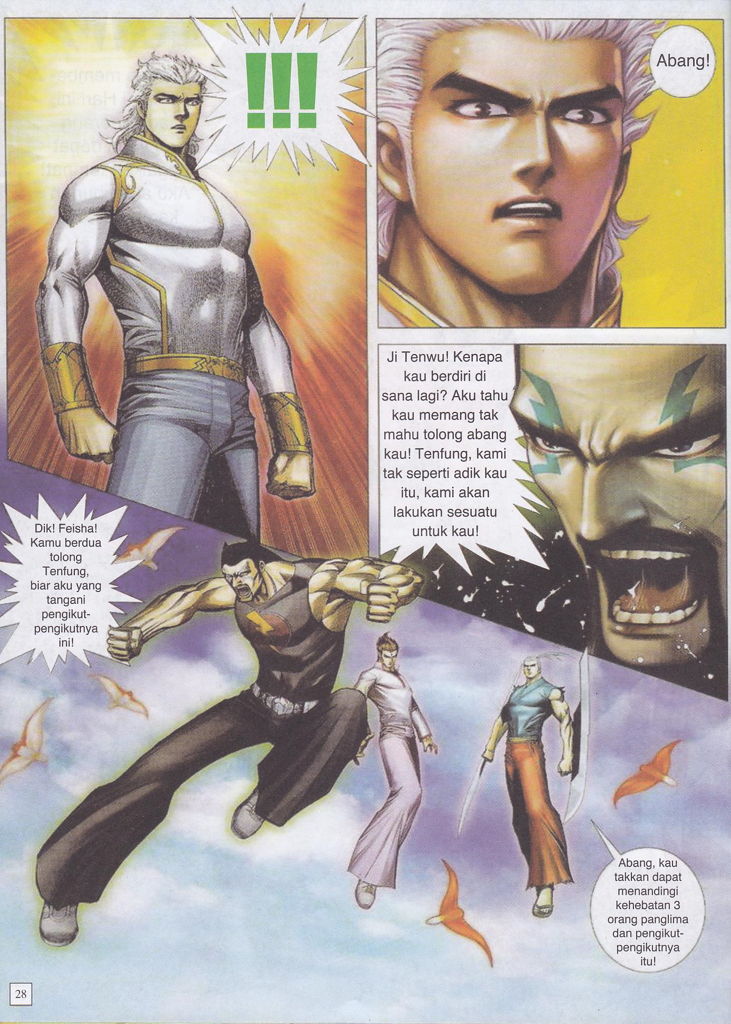 !!!
Abang!
Ji Tenwu! Kenapa
kau berdiri di
sana lagi? Aku tahu
kau memang tak
mahu tolong abang
kau! Tenfung, kami
tak seperti adik kau
itu, kami akan
lakukan sesuatu
untuk kau!
Dik! Feisha!
Kamu berdua
tolong
Tenfung,
biar aku yang
tangani
pengikut-
pengikutnya
ini!
Abang, kau
takkan dapat
menandingi
kehebatan 3
orang panglima
dan pengikut-
pengikutnya
itu!
28